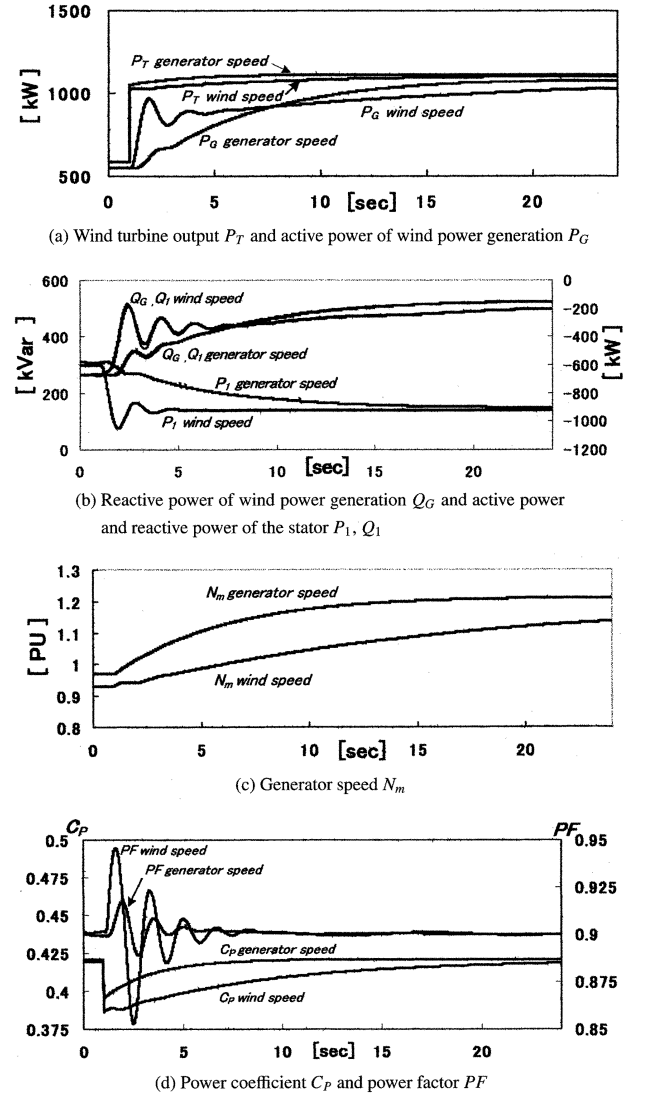 1500
[ kW ]
P_T generator speed
1000
P_T wind speed
P_G wind speed
P_G generator speed
500
0 5 10 [sec] 15 20
(a) Wind turbine output P_T and active power of wind power generation P_G
600 0
Q_G , Q_1 wind speed
-200
[ kVar ]
400 -400
Q_G , Q_1 generator speed
-600 [ kW ]
200 P_1 generator speed
-800
P_1 wind speed
-1000
0 -1200
0 5 10 [sec] 15 20
(b) Reactive power of wind power generation Q_G and active power
and reactive power of the stator P_1, Q_1
1.3
N_m generator speed
1.2
[ PU ]
1.1
1
N_m wind speed
0.9
0.8
0 5 10 [sec] 15 20
(c) Generator speed N_m
C_P PF
0.5 0.95
PF wind speed
PF generator speed
0.475 0.925
0.45 0.9
C_P generator speed
0.425
0.875
0.4 C_P wind speed
0.375 0.85
0 5 10 [sec] 15 20
(d) Power coefficient C_P and power factor PF